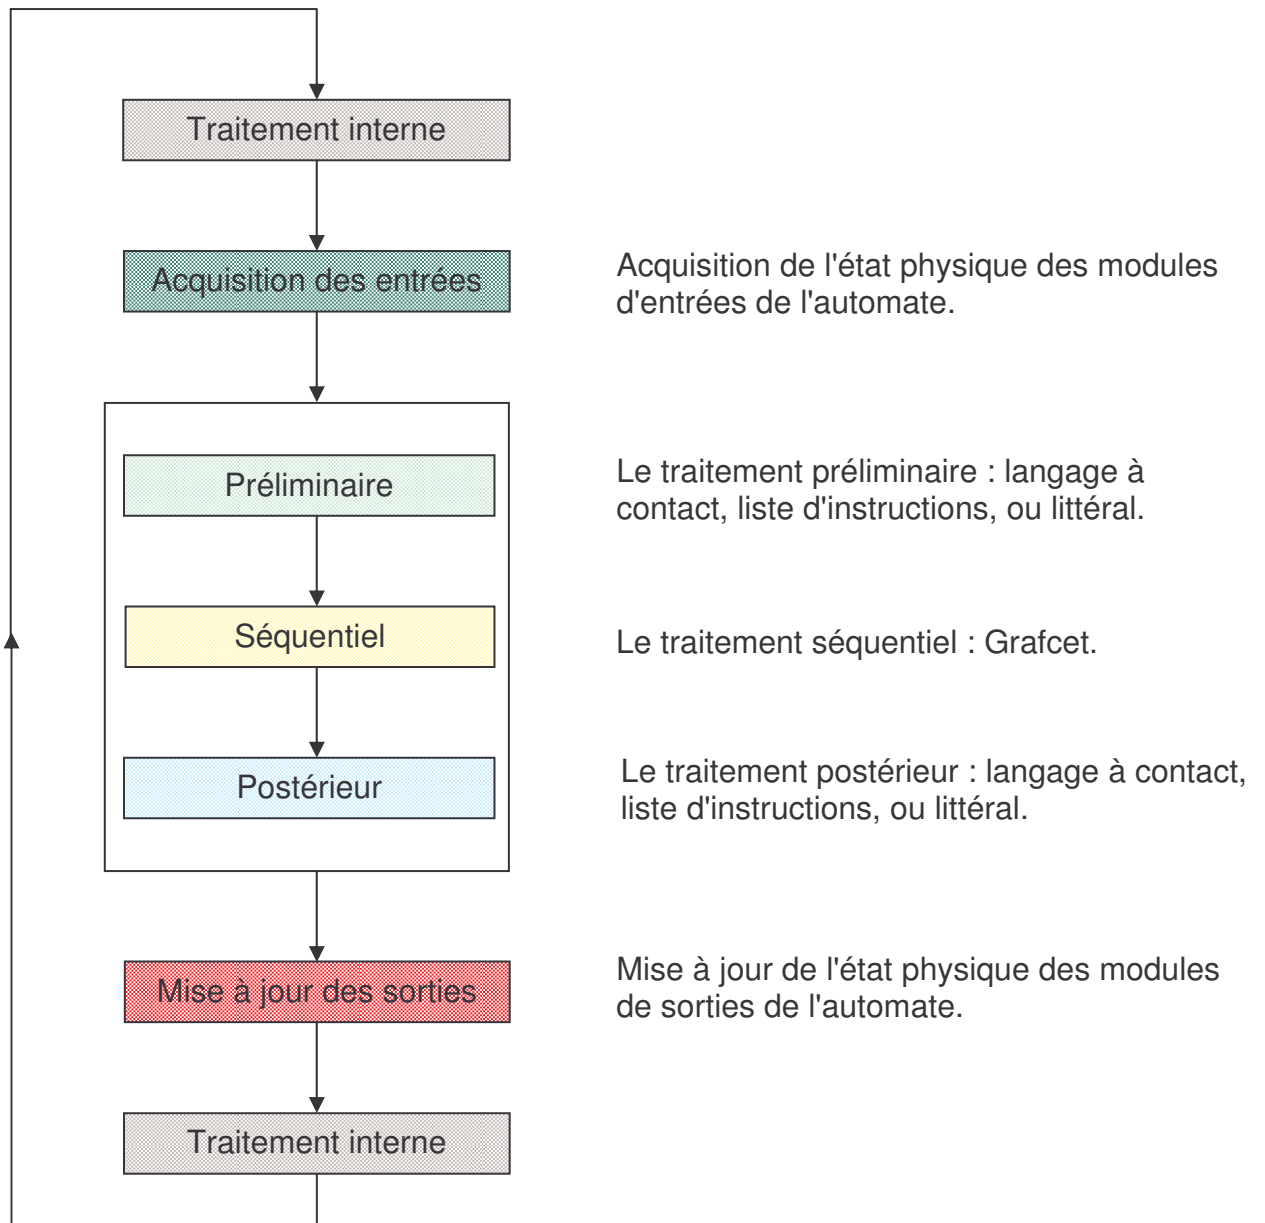 Traitement interne
Acquisition des entrées
Acquisition de l'état physique des modules
d'entrées de l'automate.
Préliminaire
Le traitement préliminaire : langage à
contact, liste d'instructions, ou littéral.
Séquentiel
Le traitement séquentiel : Grafcet.
Postérieur
Le traitement postérieur : langage à contact,
liste d'instructions, ou littéral.
Mise à jour des sorties
Mise à jour de l'état physique des modules
de sorties de l'automate.
Traitement interne